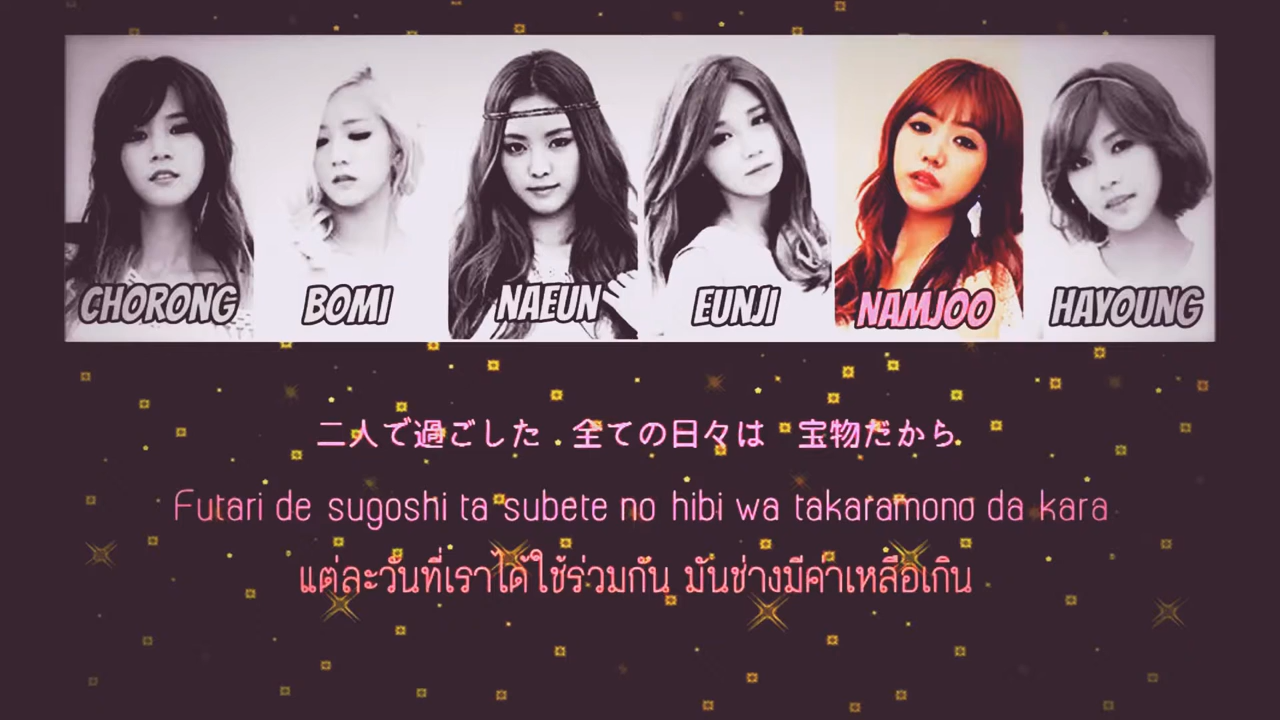 CHORONG BOMI NAEUN EUNJI NAMJOO HAYOUNG
二人で過ごした 全ての日々は 宝物だから
Futari de sugoshi ta subete no hibi wa takaramono da kara
แต่ละวันที่เราได้ใช้ร่วมกัน มันช่างมีค่าเหลือเกิน